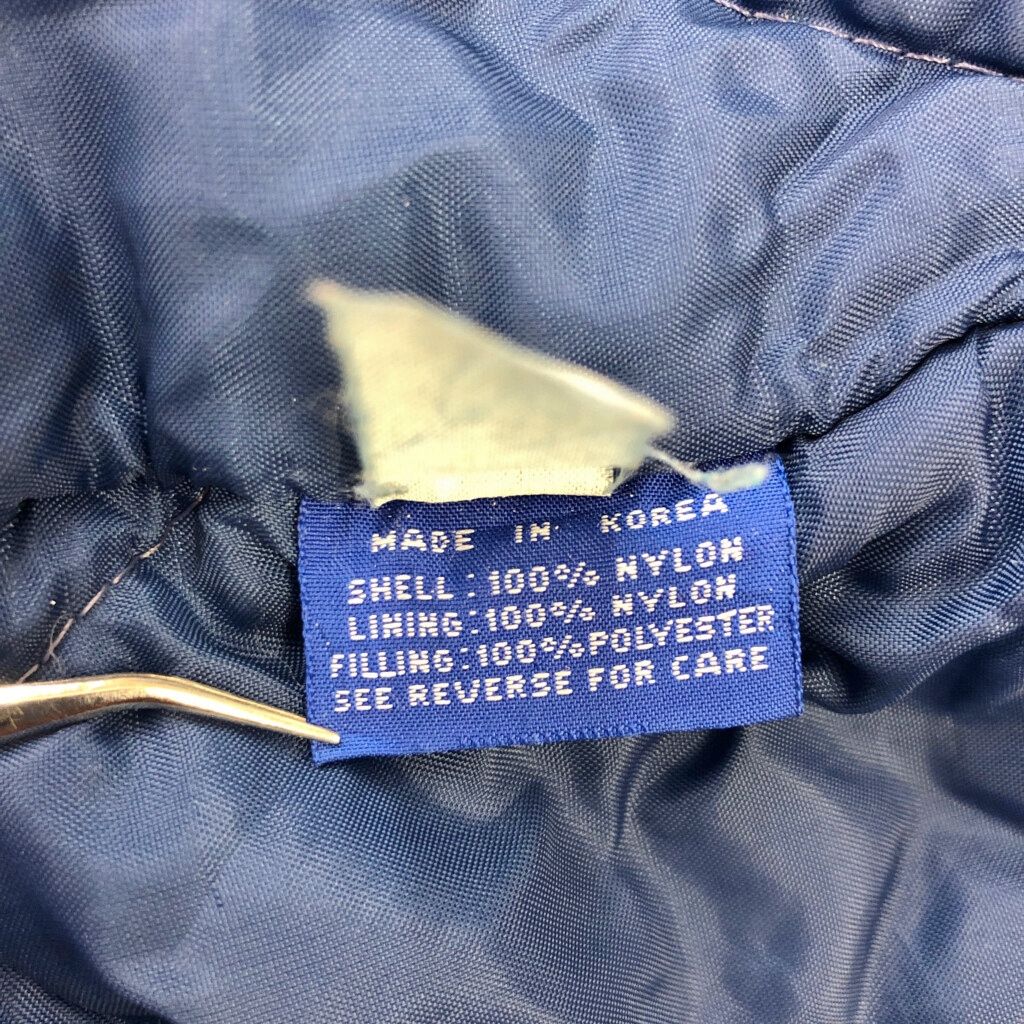 MADE IN KOREA
SHELL: 100% NYLON
LINING: 100% NYLON
FILLING: 100% POLYESTER
SEE REVERSE FOR CARE